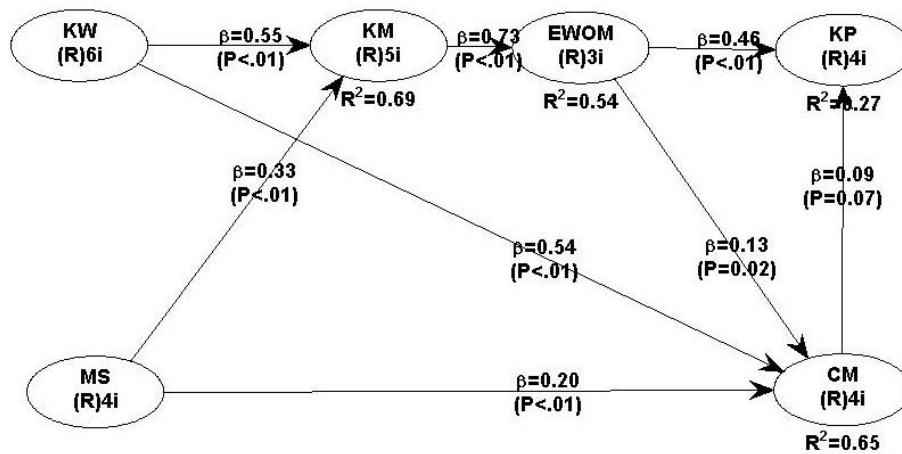 KW
(R)6i
β=0.55
(P<.01)
KM
(R)5i
R²=0.69
β=0.73
(P<.01)
EWOM
(R)3i
R²=0.54
β=0.46
(P<.01)
KP
(R)4i
R²=0.27
β=0.33
(P<.01)
β=0.54
(P<.01)
β=0.13
(P=0.02)
β=0.09
(P=0.07)
MS
(R)4i
β=0.20
(P<.01)
CM
(R)4i
R²=0.65